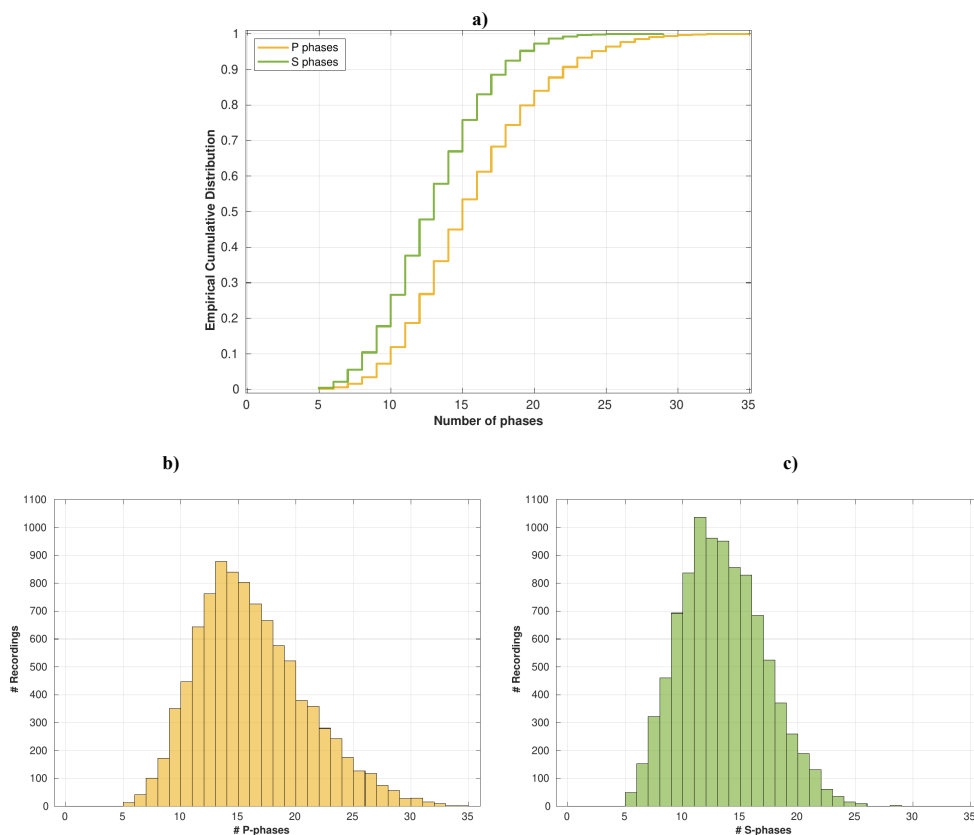 a)
1
0.9
0.8
0.7
0.6
0.5
0.4
0.3
0.2
0.1
0
P phases
S phases
Empirical Cumulative Distribution
0 5 10 15 20 25 30 35
Number of phases
b)
1100
1000
900
800
700
600
500
400
300
200
100
0
# Recordings
0 5 10 15 20 25 30 35
# P-phases
c)
1100
1000
900
800
700
600
500
400
300
200
100
0
# Recordings
0 5 10 15 20 25 30 35
# S-phases